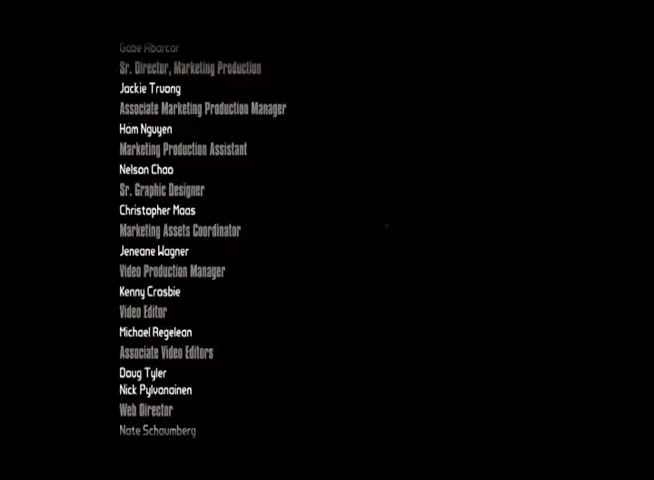 Gabe Abarcar
Sr. Director, Marketing Production
Jackie Truong
Associate Marketing Production Manager
Ham Nguyen
Marketing Production Assistant
Nelson Chao
Sr. Graphic Designer
Christopher Maas
Marketing Assets Coordinator
Jeneane Wagner
Video Production Manager
Kenny Crosbie
Video Editor
Michael Regelean
Associate Video Editors
Doug Tyler
Nick Pylvanainen
Web Director
Nate Schaumberg